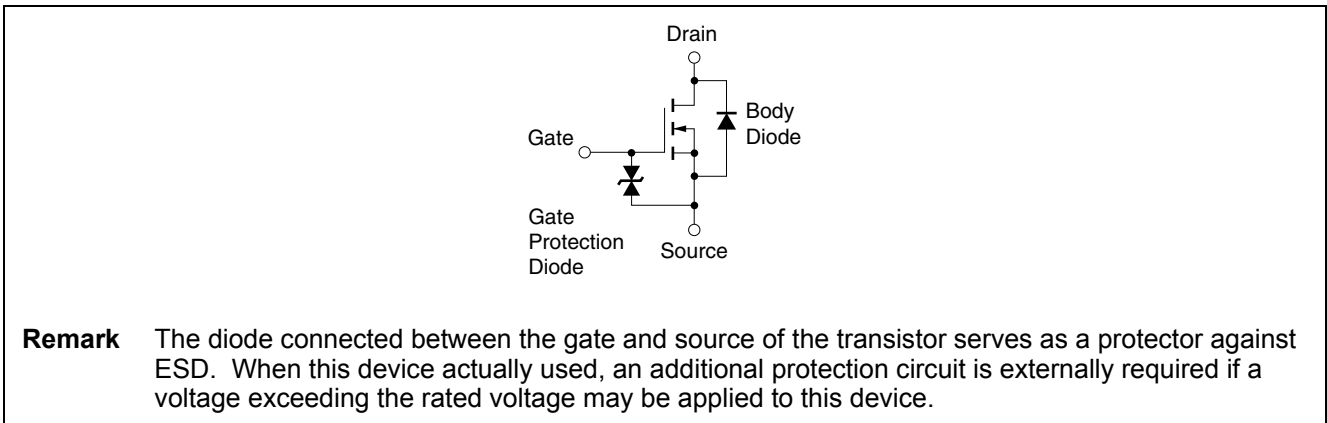 Drain
Body
Diode
Gate
Gate
Protection
Diode
Source
Remark The diode connected between the gate and source of the transistor serves as a protector against
ESD. When this device actually used, an additional protection circuit is externally required if a
voltage exceeding the rated voltage may be applied to this device.